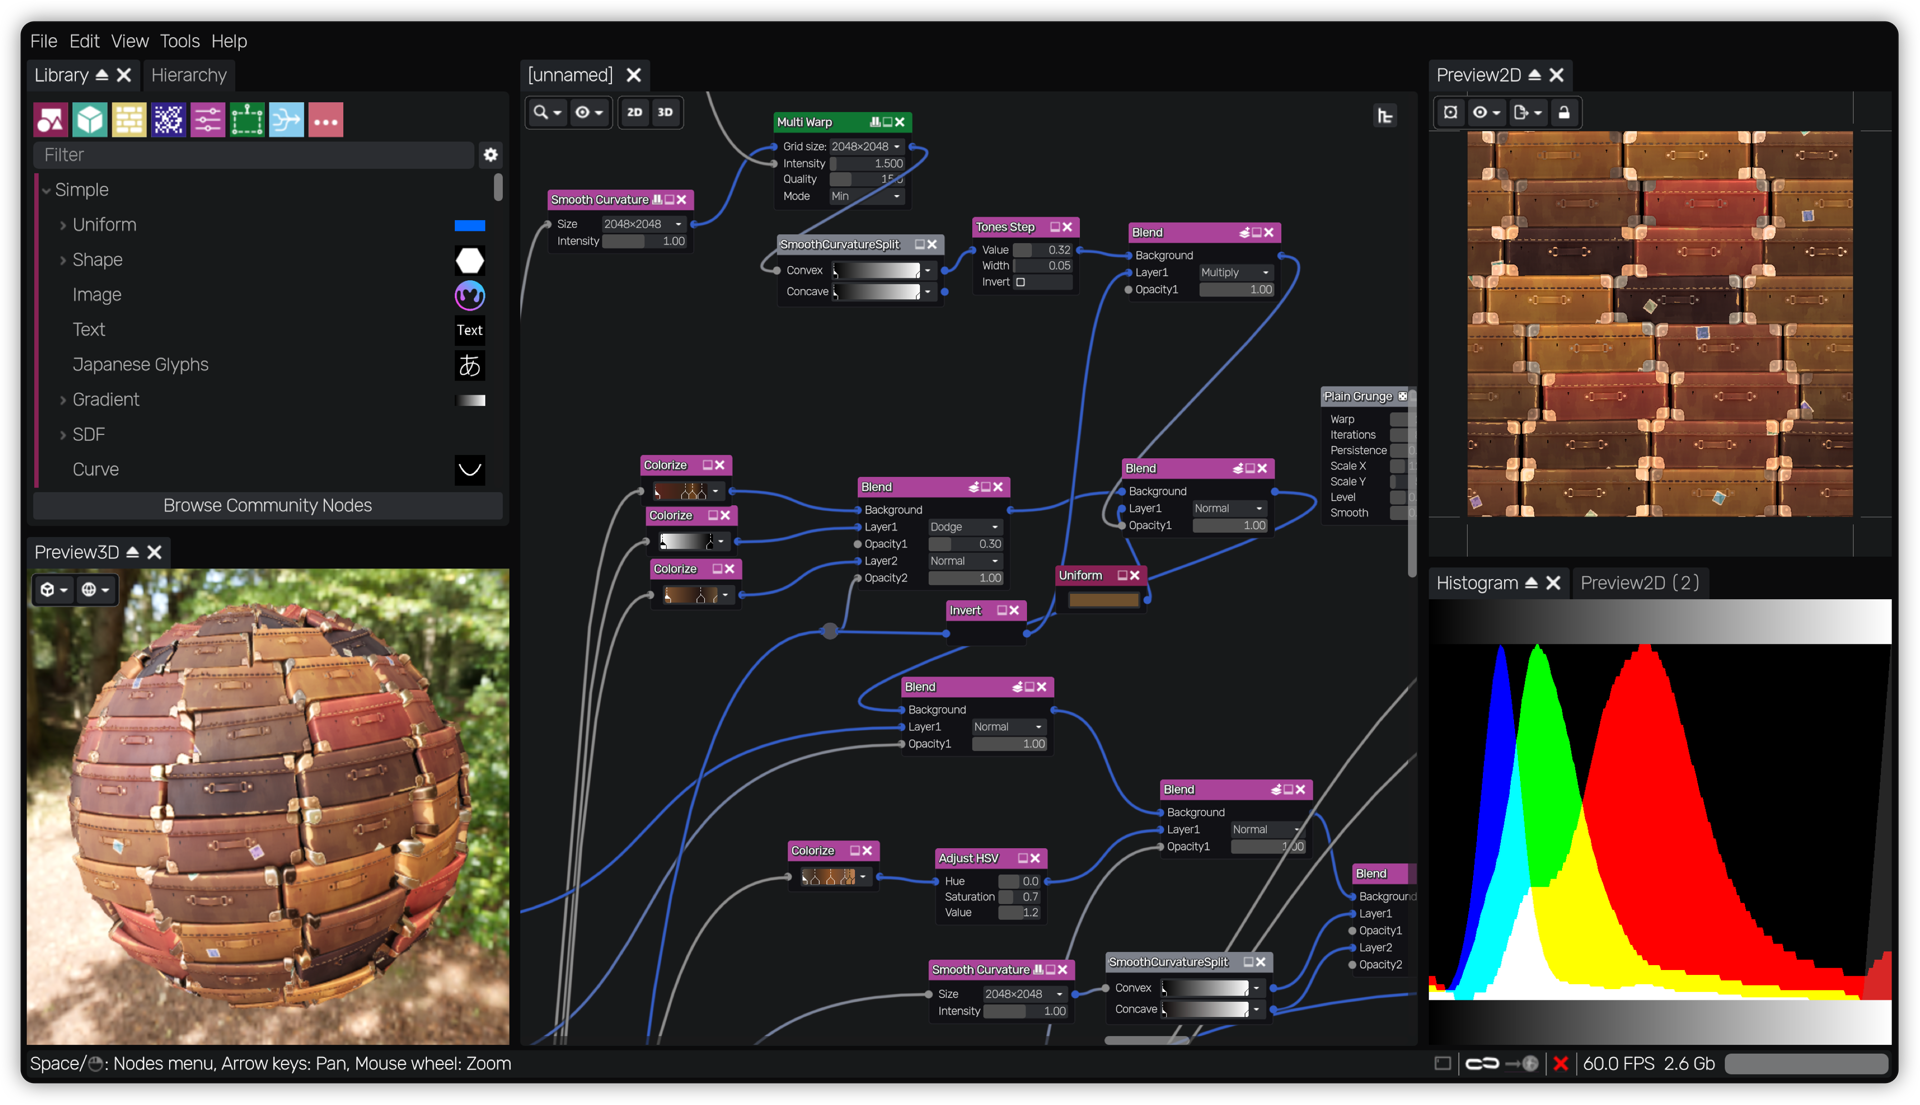 File Edit View Tools Help
Library
Hierarchy
Filter
Simple
Uniform
Shape
Image
Text
Text
Japanese Glyphs
あ
Gradient
SDF
Curve
Browse Community Nodes
Preview3D
[unnamed]
2D 3D
Multi Warp
Grid size: 2048×2048
Intensity 1.500
Quality
Mode Min
Smooth Curvature
Size 2048×2048
Intensity 1.00
SmoothCurvatureSplit
Convex
Concave
Tones Step
Value 0.32
Width 0.05
Invert
Blend
Background
Layer1 Multiply
Opacity1 1.00
Plain Grunge
Warp
Iterations
Persistence
Scale X
Scale Y
Level
Smooth
Colorize
Colorize
Colorize
Blend
Background
Layer1 Dodge
Opacity1 0.30
Layer2 Normal
Opacity2 1.00
Blend
Background
Layer1 Normal
Opacity1 1.00
Uniform
Invert
Blend
Background
Layer1 Normal
Opacity1 1.00
Blend
Background
Layer1 Normal
Opacity1 1.00
Colorize
Adjust HSV
Hue 0.0
Saturation 0.7
Value 1.2
Blend
Background
Layer1
Opacity1
Layer2
Opacity2
Smooth Curvature
Size 2048×2048
Intensity 1.00
SmoothCurvatureSplit
Convex
Concave
Preview2D
Histogram
Preview2D (2)
Space/ : Nodes menu, Arrow keys: Pan, Mouse wheel: Zoom
60.0 FPS 2.6 Gb